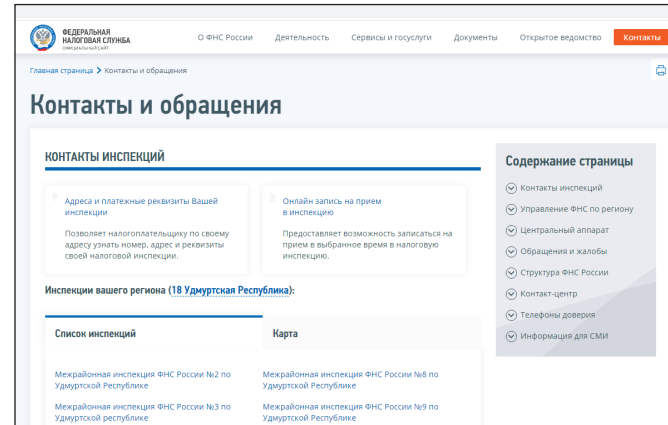 ФЕДЕРАЛЬНАЯ
НАЛОГОВАЯ СЛУЖБА
ОФИЦИАЛЬНЫЙ САЙТ
О ФНС России Деятельность Сервисы и госуслуги Документы Открытое ведомство Контакты
Главная страница > Контакты и обращения
Контакты и обращения
КОНТАКТЫ ИНСПЕКЦИЙ
Адреса и платежные реквизиты Вашей
инспекции
Позволяет налогоплательщику по своему
адресу узнать номер, адрес и реквизиты
своей налоговой инспекции.
Онлайн запись на прием
в инспекцию
Предоставляет возможность записаться на
прием в выбранное время в налоговую
инспекцию.
Инспекции вашего региона (18 Удмуртская Республика):
Список инспекций
Карта
Межрайонная инспекция ФНС России №2 по
Удмуртской Республике
Межрайонная инспекция ФНС России №3 по
Удмуртской республике
Межрайонная инспекция ФНС России №8 по
Удмуртской Республике
Межрайонная инспекция ФНС России №9 по
Удмуртской Республике
Содержание страницы
Контакты инспекций
Управление ФНС по региону
Центральный аппарат
Обращения и жалобы
Структура ФНС России
Контакт-центр
Телефоны доверия
Информация для СМИ